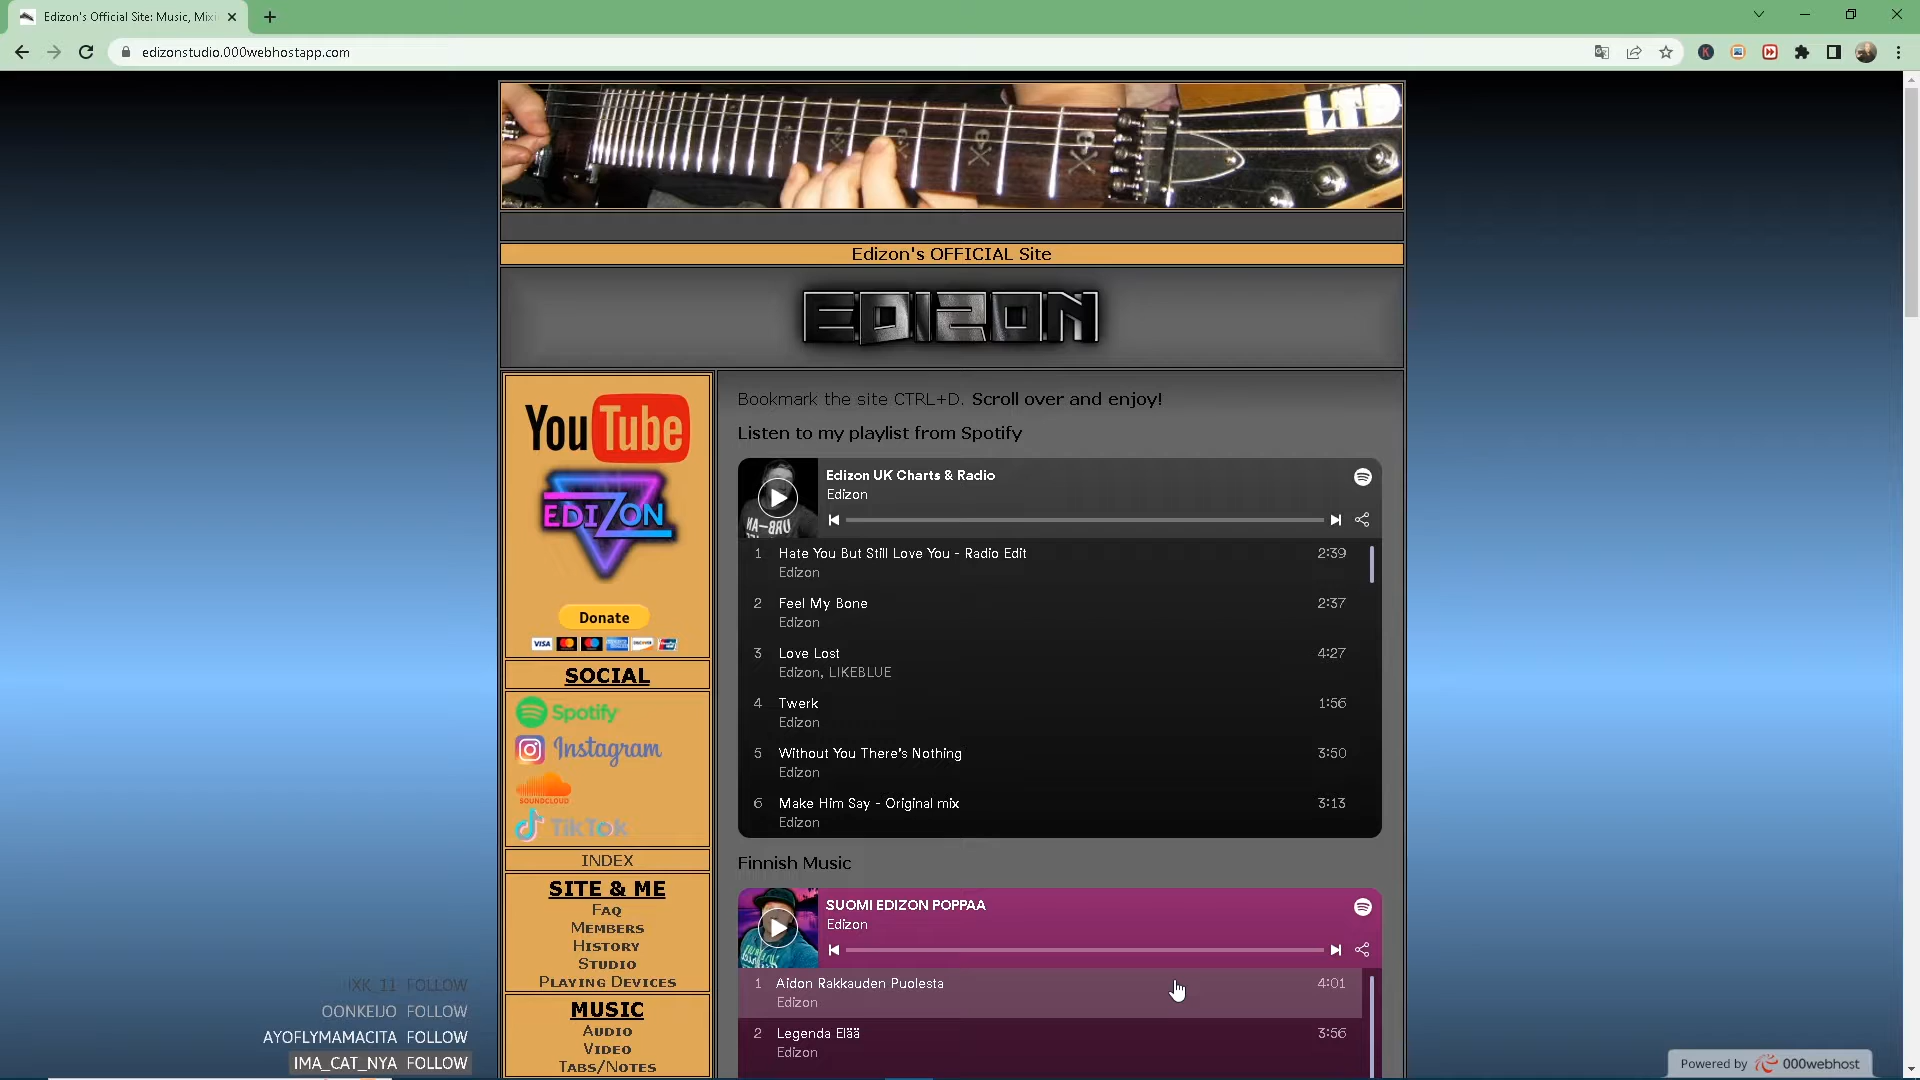 Edizon's Official Site: Music, Mixi
edizonstudio.000webhostapp.com
LTD
Edizon's OFFICIAL Site
EDIZON
YouTube
EDIZON
Donate
VISA
SOCIAL
Spotify
Instagram
SOUNDCLOUD
TikTok
INDEX
SITE & ME
FAQ
MEMBERS
HISTORY
STUDIO
PLAYING DEVICES
MUSIC
AUDIO
VIDEO
TABS/NOTES
Bookmark the site CTRL+D. Scroll over and enjoy!
Listen to my playlist from Spotify
Edizon UK Charts & Radio
Edizon
1 Hate You But Still Love You - Radio Edit 2:39
Edizon
2 Feel My Bone 2:37
Edizon
3 Love Lost 4:27
Edizon, LIKEBLUE
4 Twerk 1:56
Edizon
5 Without You There's Nothing 3:50
Edizon
6 Make Him Say - Original mix 3:13
Edizon
Finnish Music
SUOMI EDIZON POPPAA
Edizon
1 Aidon Rakkauden Puolesta 4:01
Edizon
2 Legenda Elää 3:56
Edizon
IXK_11 FOLLOW
OONKEIJO FOLLOW
AYOFLYMAMACITA FOLLOW
IMA_CAT_NYA FOLLOW
Powered by 000webhost